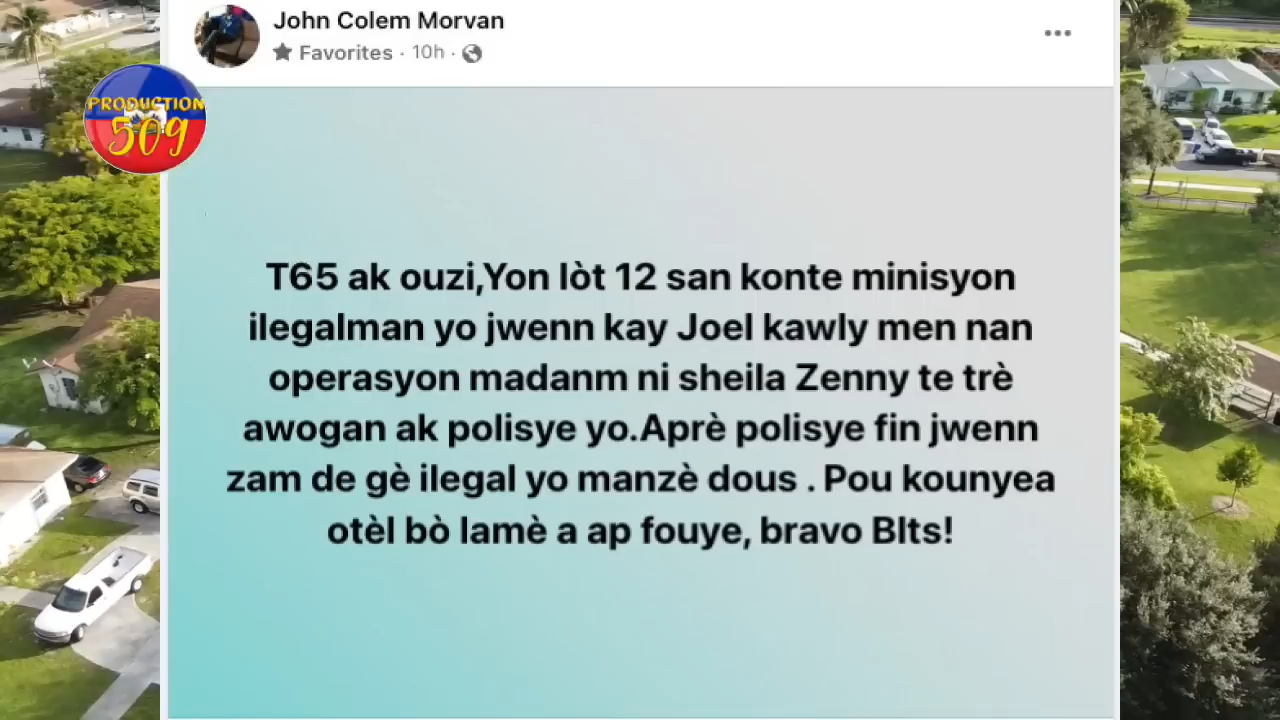 John Colem Morvan
Favorites · 10h ·
PRODUCTION
509
T65 ak ouzi,Yon lòt 12 san konte minisyon
ilegalman yo jwenn kay Joel kawly men nan
operasyon madanm ni sheila Zenny te trè
awogan ak polisye yo.Aprè polisye fin jwenn
zam de gè ilegal yo manzè dous . Pou kounyea
otèl bò lamè a ap fouye, bravo Blts!